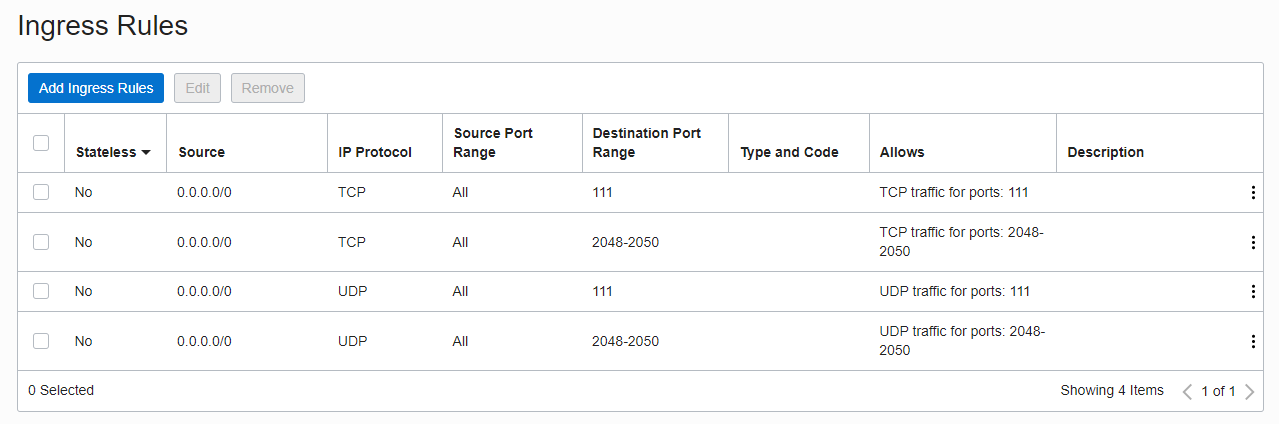 Ingress Rules
Add Ingress Rules Edit Remove
Stateless Source IP Protocol Source Port Range Destination Port Range Type and Code Allows Description
No 0.0.0.0/0 TCP All 111 TCP traffic for ports: 111
No 0.0.0.0/0 TCP All 2048-2050 TCP traffic for ports: 2048-
2050
No 0.0.0.0/0 UDP All 111 UDP traffic for ports: 111
No 0.0.0.0/0 UDP All 2048-2050 UDP traffic for ports: 2048-
2050
0 Selected Showing 4 Items 1 of 1